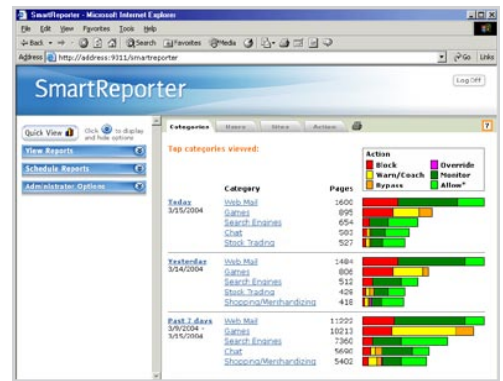 SmartReporter - Microsoft Internet Explorer
File Edit View Favorites Tools Help
Back Search Favorites Media
Address http://address:9111/smartreporter Go Links
SmartReporter
Log Off
Quick View Click to display and hide options
View Reports
Schedule Reports
Administrator Options
Categories Users Sites Action ?
Top categories viewed:
Action
Block Override
Warn/Coach Monitor
Bypass Allow*
Category Pages
Today Web Mail 1600
3/15/2004 Games 895
Search Engines 654
Chat 503
Stock Trading 527
Yesterday Web Mail 1484
3/14/2004 Games 806
Search Engines 512
Stock Trading 428
Shopping/Merchandizing 418
Past 7 days Web Mail 11222
3/9/2004 - Games 10213
3/15/2004 Search Engines 7360
Chat 5690
Shopping/Merchandizing 5402